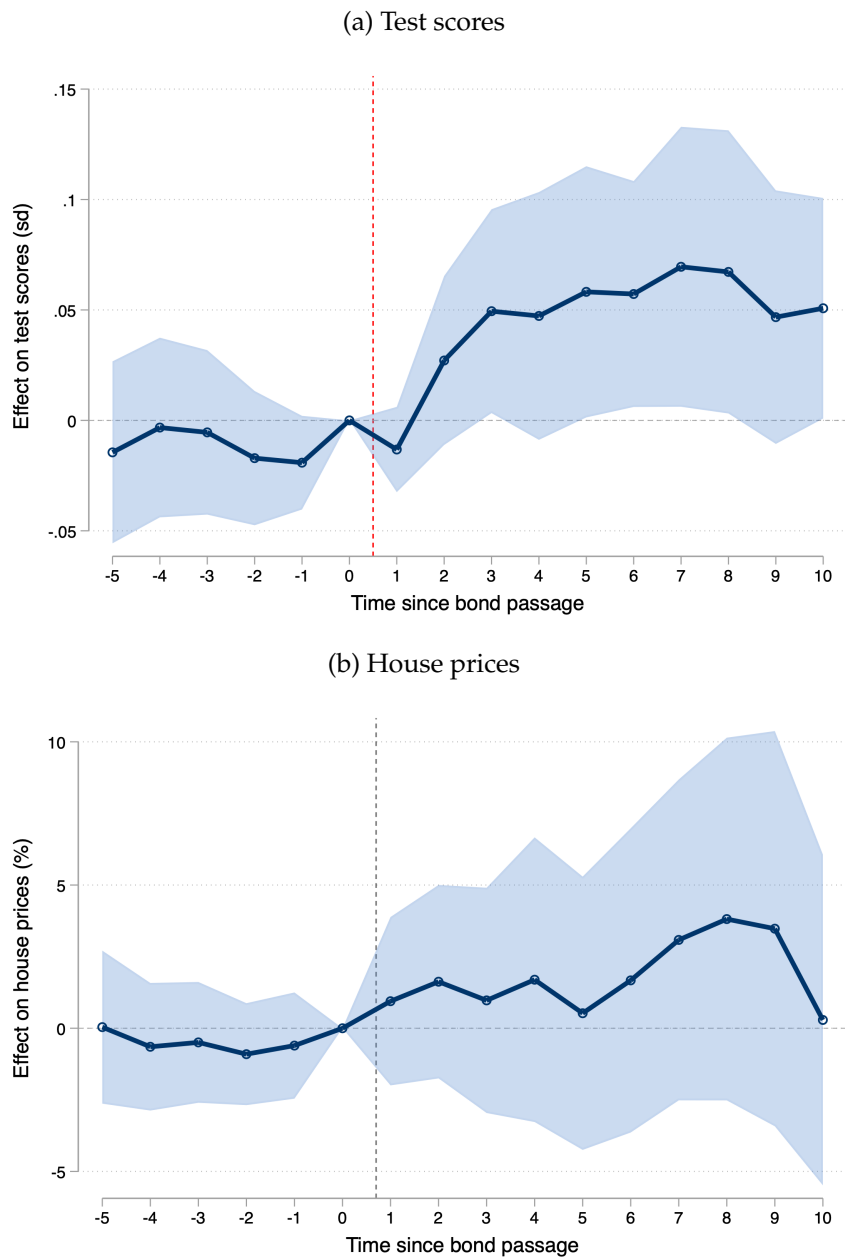 (a) Test scores
Effect on test scores (sd)
.15
.1
.05
0
-.05
-5 -4 -3 -2 -1 0 1 2 3 4 5 6 7 8 9 10
Time since bond passage
(b) House prices
Effect on house prices (%)
10
5
0
-5
-5 -4 -3 -2 -1 0 1 2 3 4 5 6 7 8 9 10
Time since bond passage